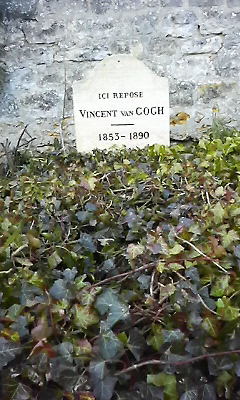 ICI REPOSE
VINCENT VAN GOGH
1853-1890